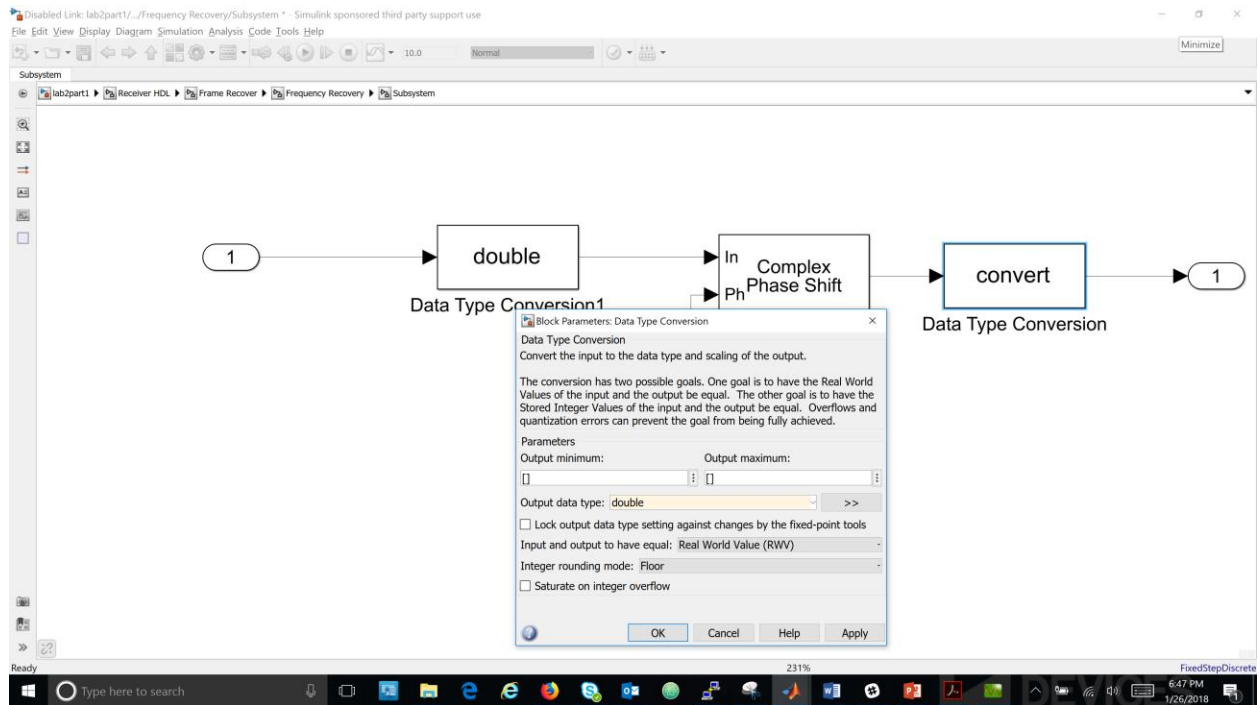 Disabled Link: lab2part1/.../Frequency Recovery/Subsystem * - Simulink sponsored third party support use
File Edit View Display Diagram Simulation Analysis Code Tools Help
10.0 Normal
Minimize
Subsystem
lab2part1 Receiver HDL Frame Recover Frequency Recovery Subsystem
1
double
In
Ph
Complex
Phase Shift
convert
1
Data Type Conversion1
Data Type Conversion
Block Parameters: Data Type Conversion
Data Type Conversion
Convert the input to the data type and scaling of the output.
The conversion has two possible goals. One goal is to have the Real World
Values of the input and the output be equal. The other goal is to have the
Stored Integer Values of the input and the output be equal. Overflows and
quantization errors can prevent the goal from being fully achieved.
Parameters
Output minimum: Output maximum:
[] []
Output data type: double >>
Lock output data type setting against changes by the fixed-point tools
Input and output to have equal: Real World Value (RWV)
Integer rounding mode: Floor
Saturate on integer overflow
OK Cancel Help Apply
Ready 231% FixedStepDiscrete
Type here to search
DEVICES
6:47 PM
1/26/2018